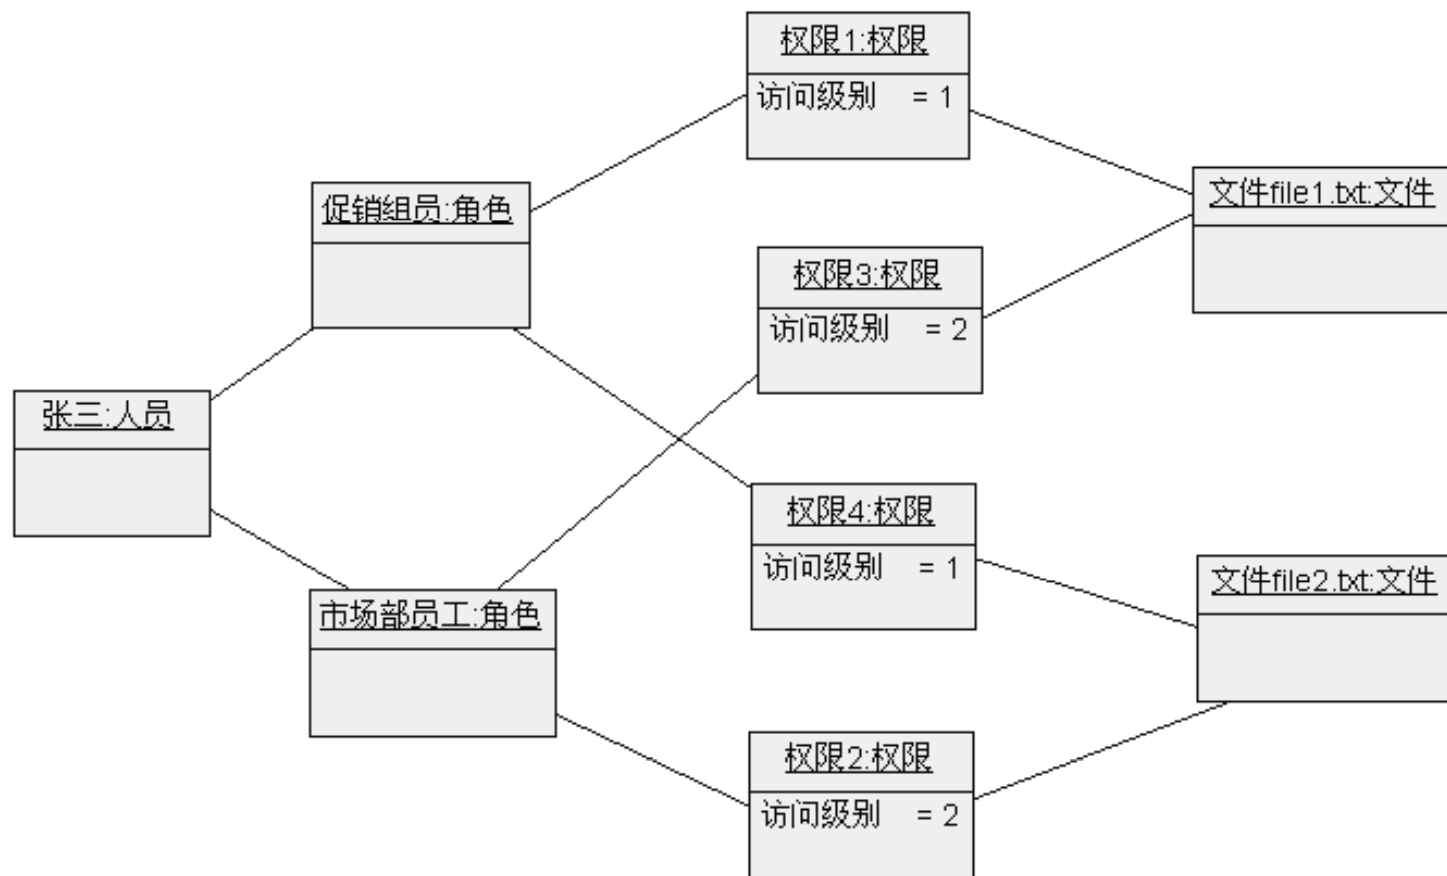 权限1:权限
访问级别 = 1
促销组员:角色
文件file1.txt:文件
权限3:权限
访问级别 = 2
张三:人员
权限4:权限
访问级别 = 1
文件file2.txt:文件
市场部员工:角色
权限2:权限
访问级别 = 2